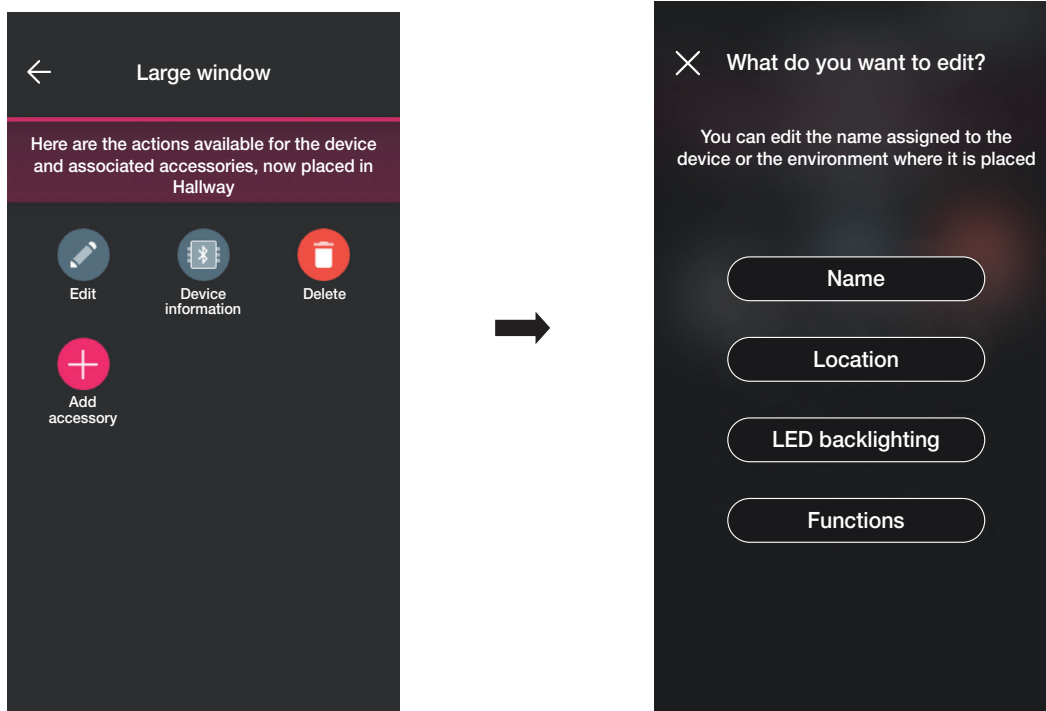 Large window
Here are the actions available for the device
and associated accessories, now placed in
Hallway
Edit
Device
information
Delete
Add
accessory
What do you want to edit?
You can edit the name assigned to the
device or the environment where it is placed
Name
Location
LED backlighting
Functions